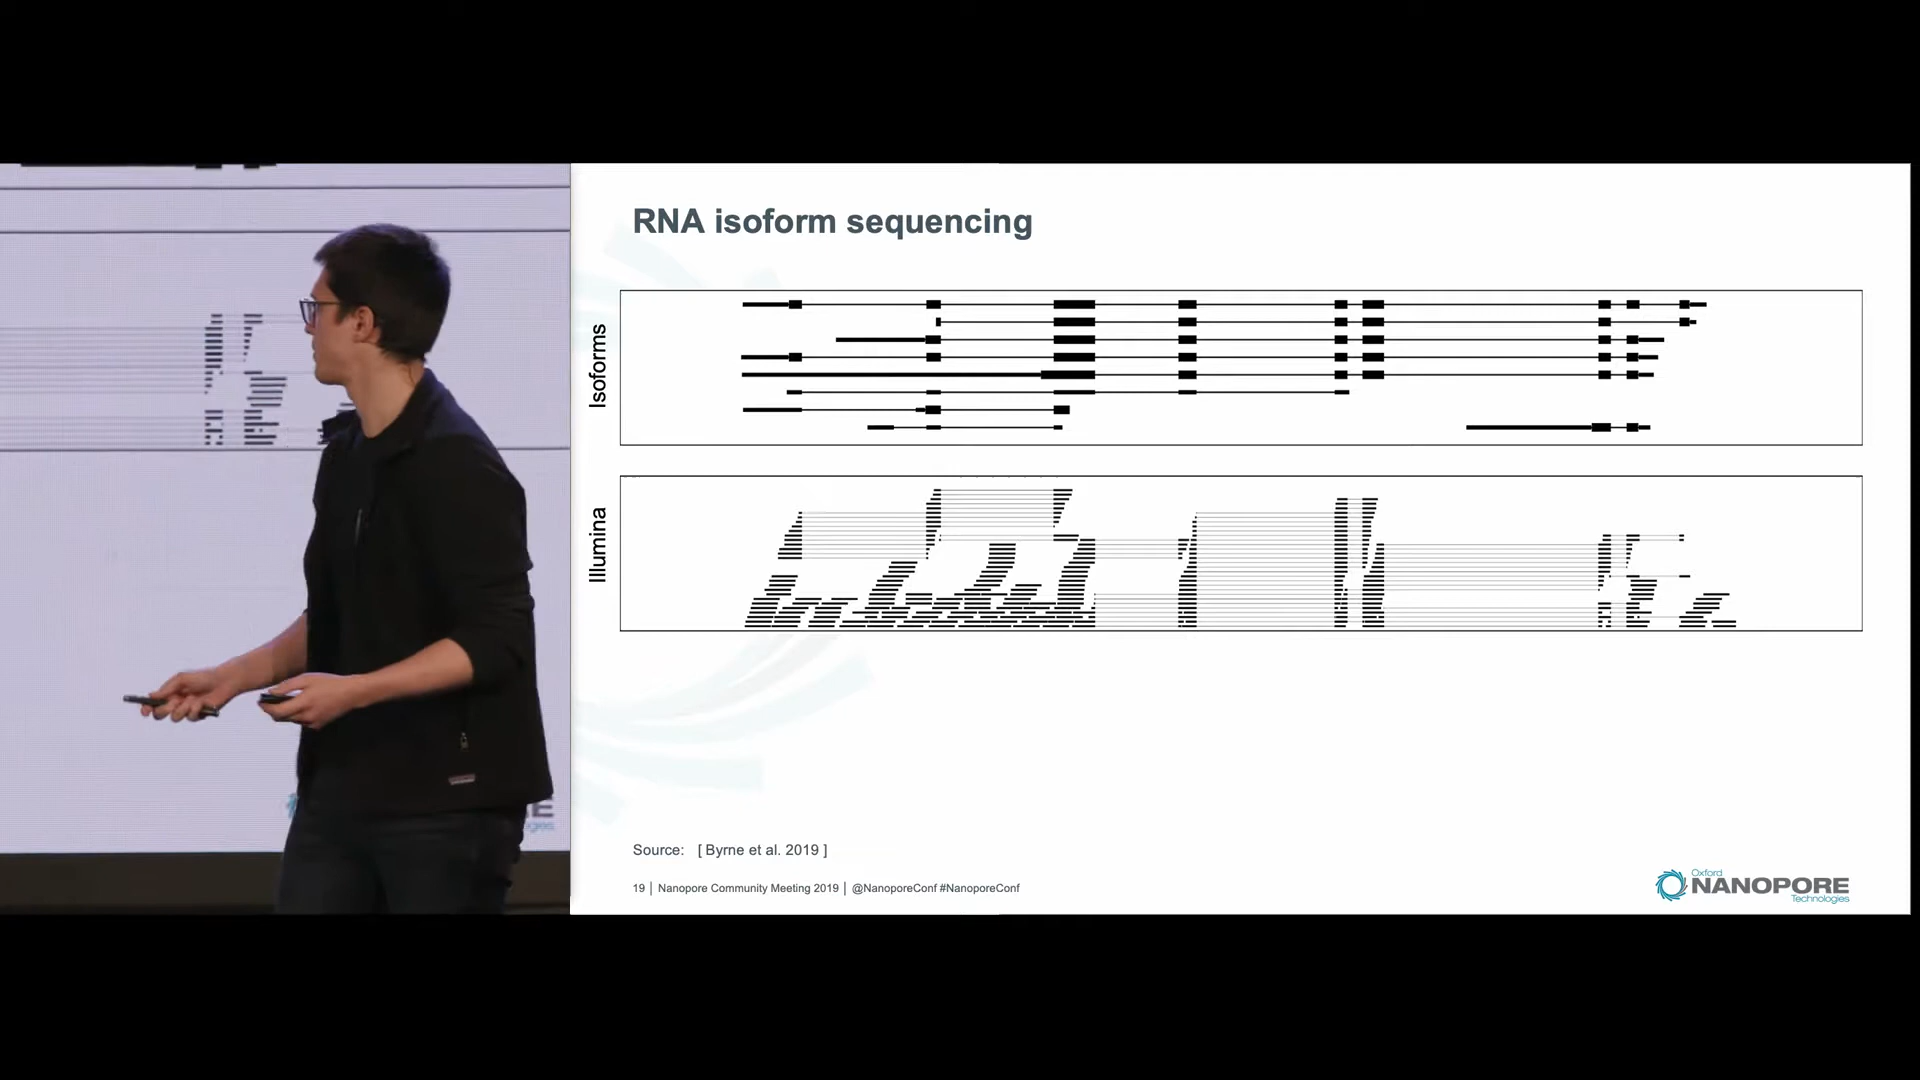 RNA isoform sequencing
Isoforms
Illumina
Source: [ Byrne et al. 2019 ]
19 | Nanopore Community Meeting 2019 | @NanoporeConf #NanoporeConf
Oxford
NANOPORE
Technologies